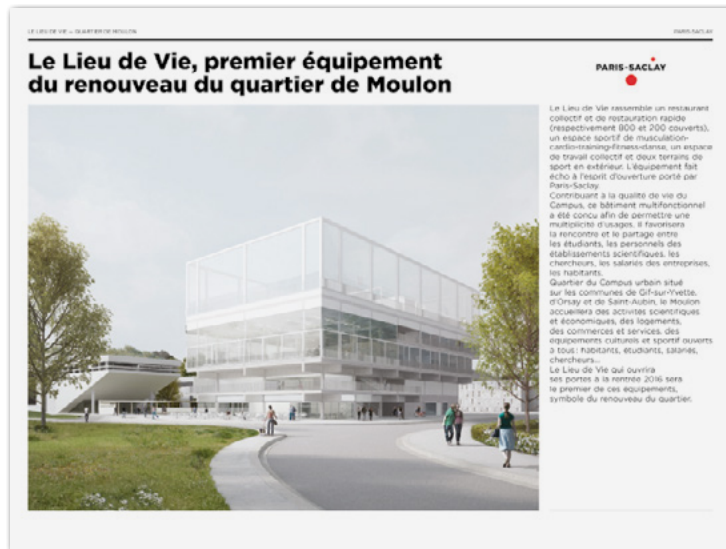 LE LIEU DE VIE — QUARTIER DE MOULON
PARIS-SACLAY
Le Lieu de Vie, premier équipement
du renouveau du quartier de Moulon
PARIS-SACLAY
Le Lieu de Vie rassemble un restaurant
collectif et de restauration rapide
(respectivement 800 et 200 couverts),
un espace sportif de musculation-
cardio-training-fitness-danse, un espace
de travail collectif et deux terrains de
sport en extérieur. L'équipement fait
écho à l'esprit d'ouverture porté par
Paris-Saclay.
Contribuant à la qualité de vie du
Campus, ce bâtiment multifonctionnel
a été concu afin de permettre une
multiplicité d'usages. Il favorisera
la rencontre et le partage entre
les étudiants, les personnels des
établissements scientifiques, les
chercheurs, les salariés des entreprises,
les habitants.
Quartier du Campus urbain situé
sur les communes de Gif-sur-Yvette,
d'Orsay et de Saint-Aubin, le Moulon
accueillera des activités scientifiques
et économiques, des logements,
des commerces et services, des
équipements culturels et sportif ouverts
à tous : habitants, étudiants, salariés,
chercheurs...
Le Lieu de Vie qui ouvrira
ses portes à la rentrée 2016 sera
le premier de ces équipements,
symbole du renouveau du quartier.